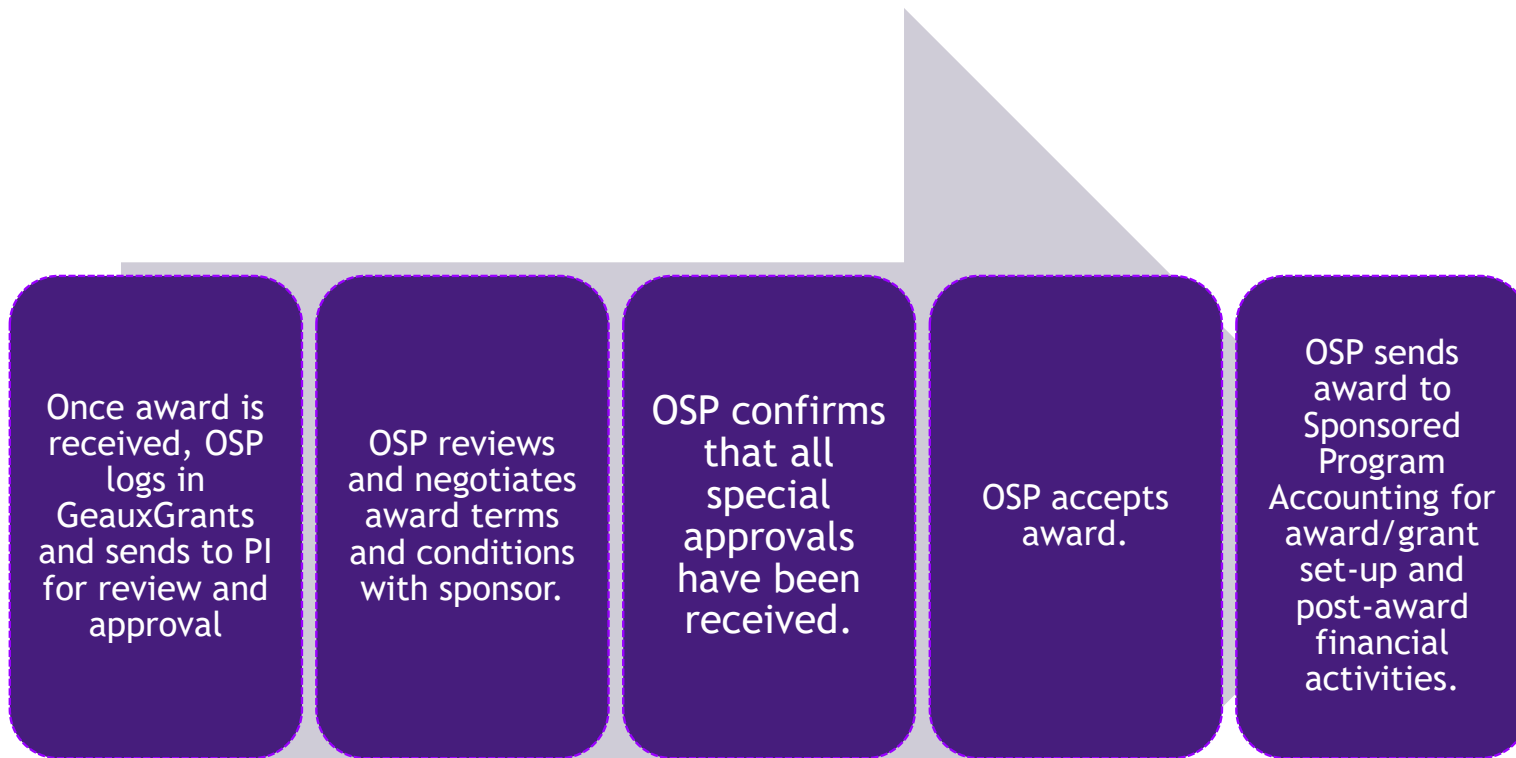 Once award is
received, OSP
logs in
GeauxGrants
and sends to PI
for review and
approval
OSP reviews
and negotiates
award terms
and conditions
with sponsor.
OSP confirms
that all
special
approvals
have been
received.
OSP accepts
award.
OSP sends
award to
Sponsored
Program
Accounting for
award/grant
set-up and
post-award
financial
activities.